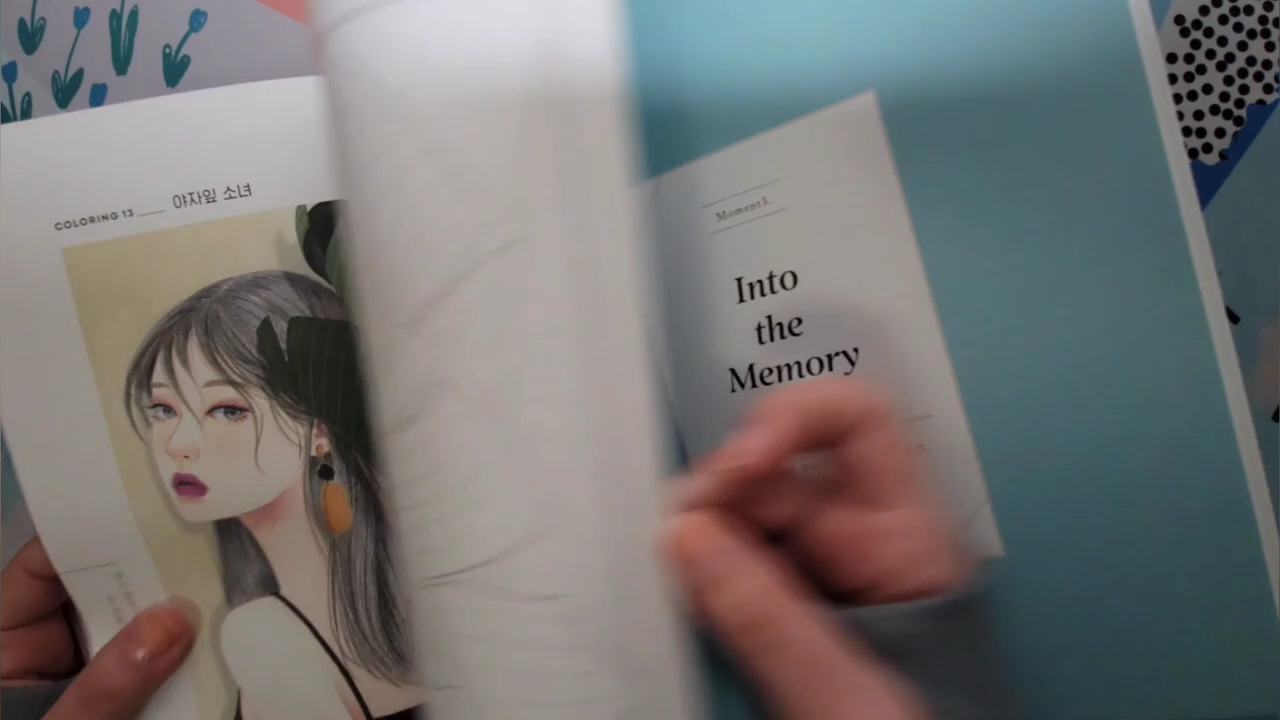 COLORING 13
야자잎 소녀
Moment3.
Into
the
Memory